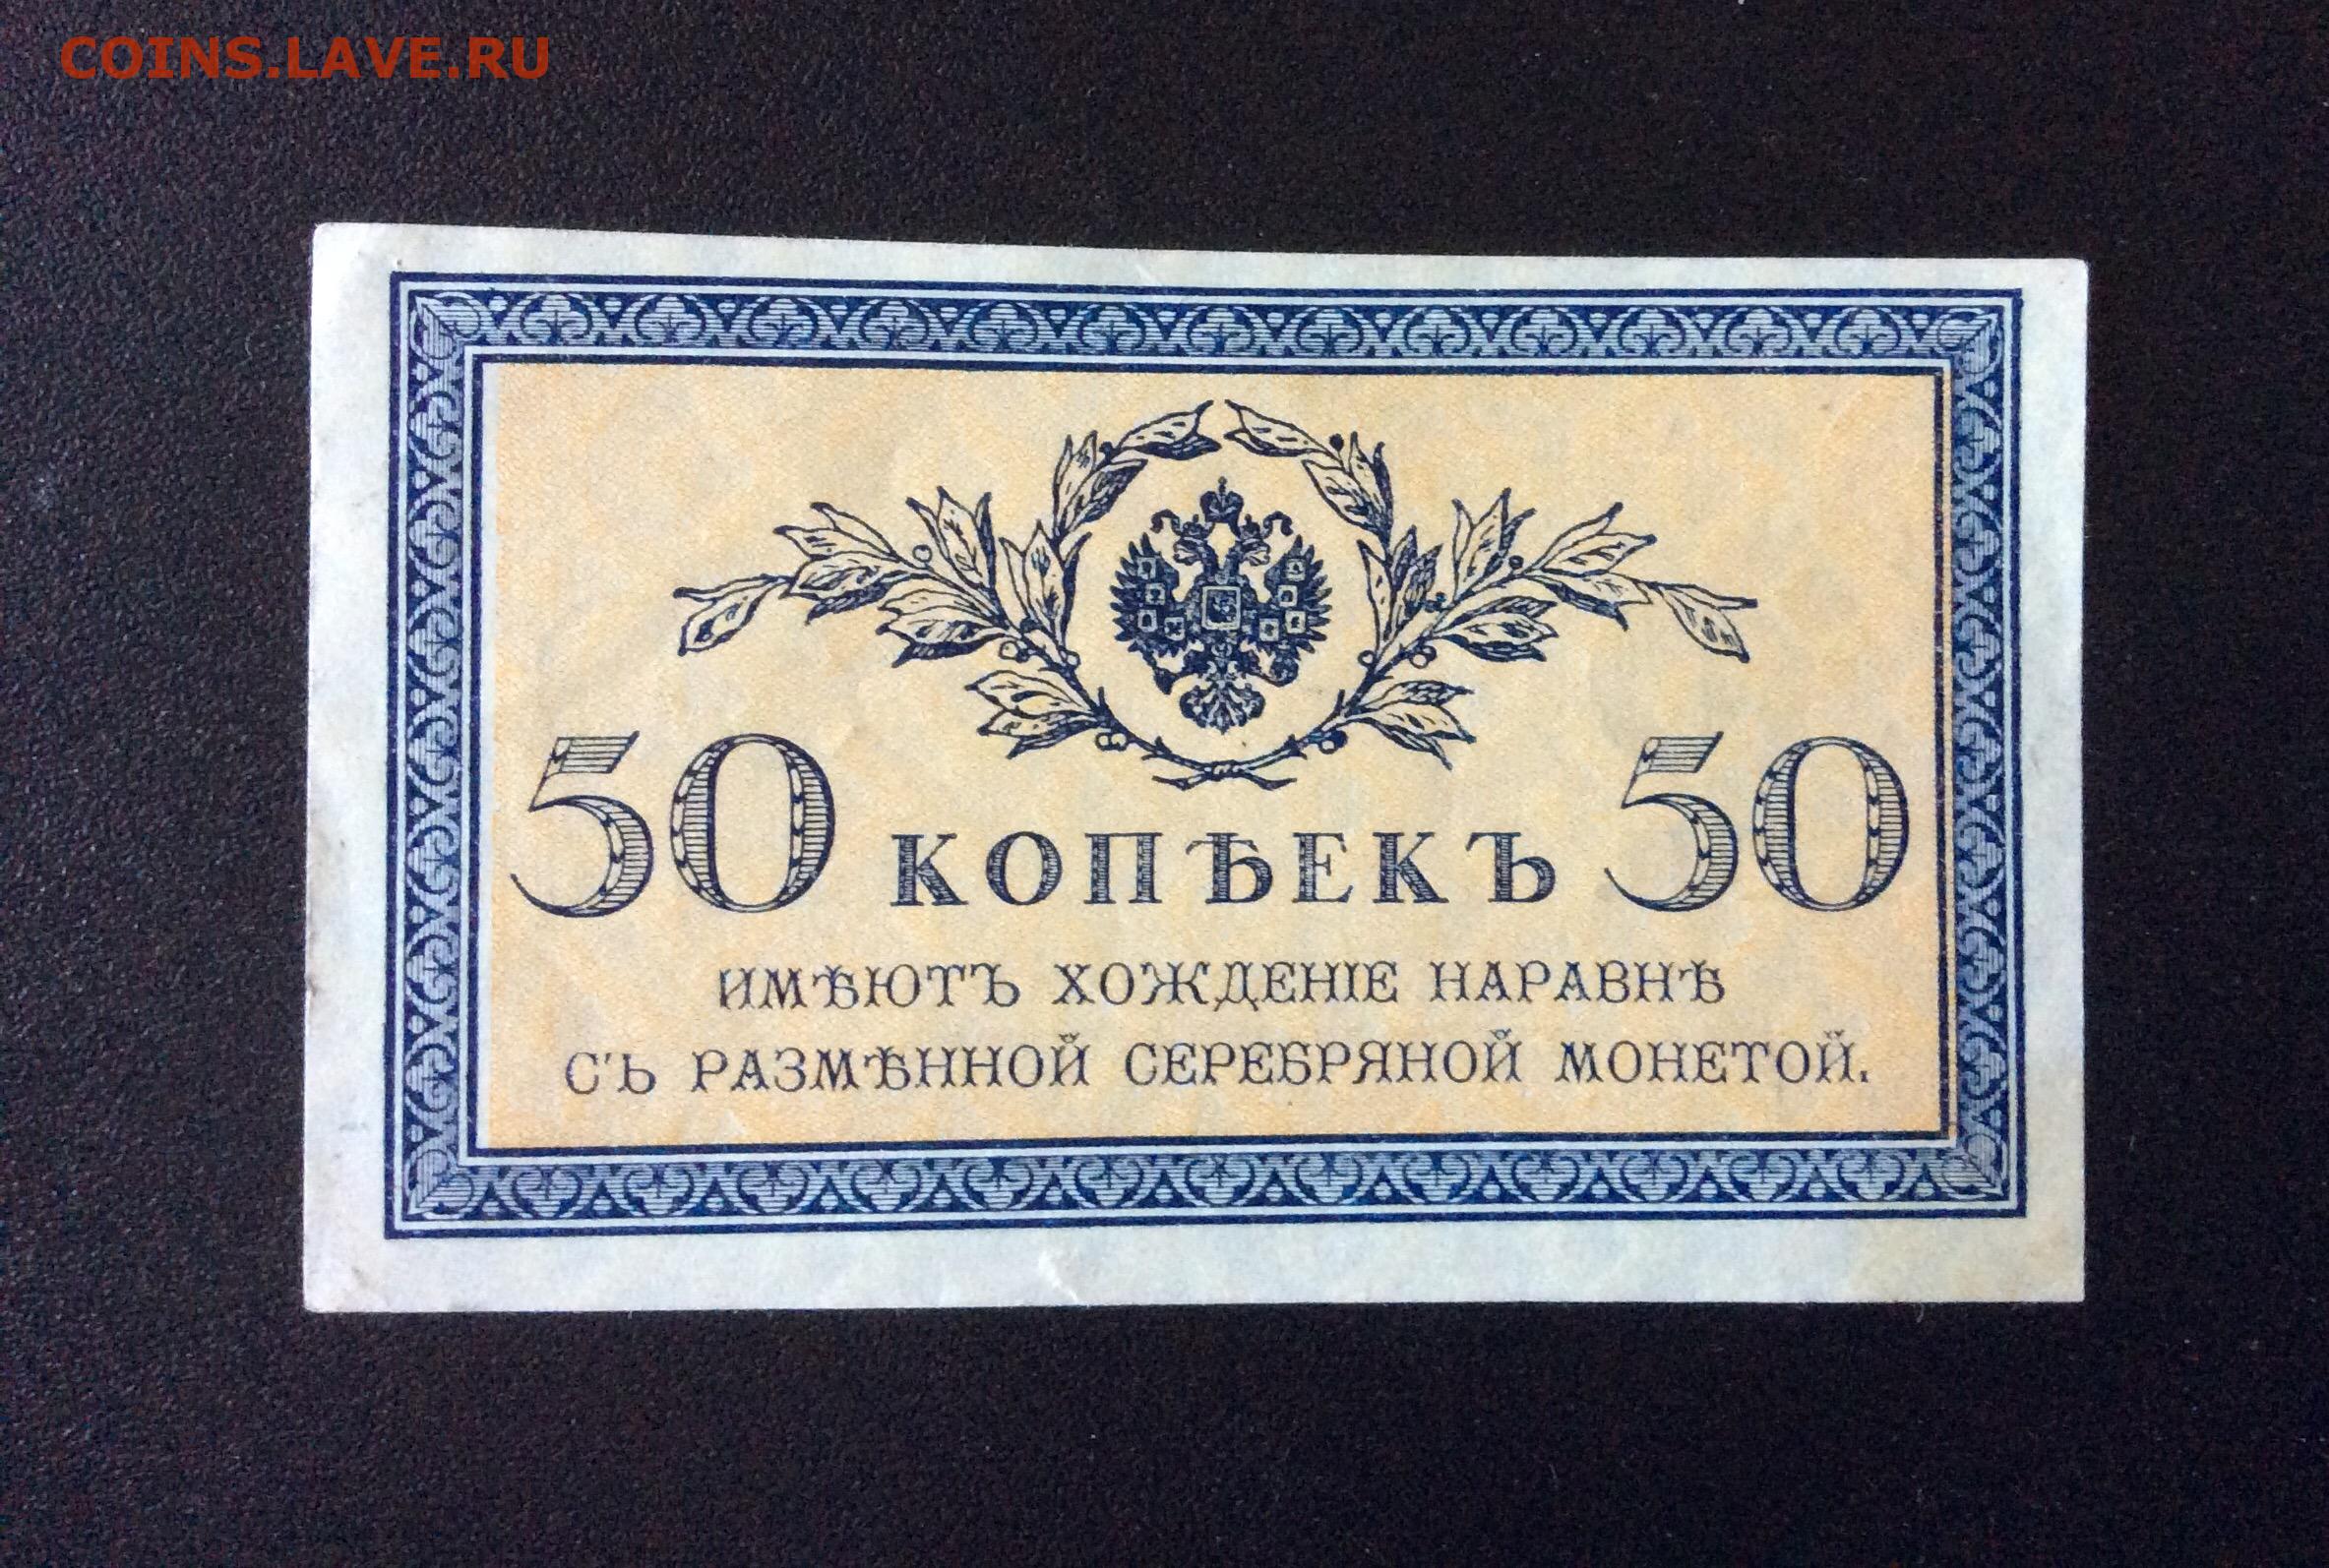 COINS.LAVE.RU
50 КОПѢЕКЪ 50
ИМѢЮТЪ ХОЖДЕНІЕ НАРАВНѢ
СЪ РАЗМѢННОЙ СЕРЕБРЯНОЙ МОНЕТОЙ.